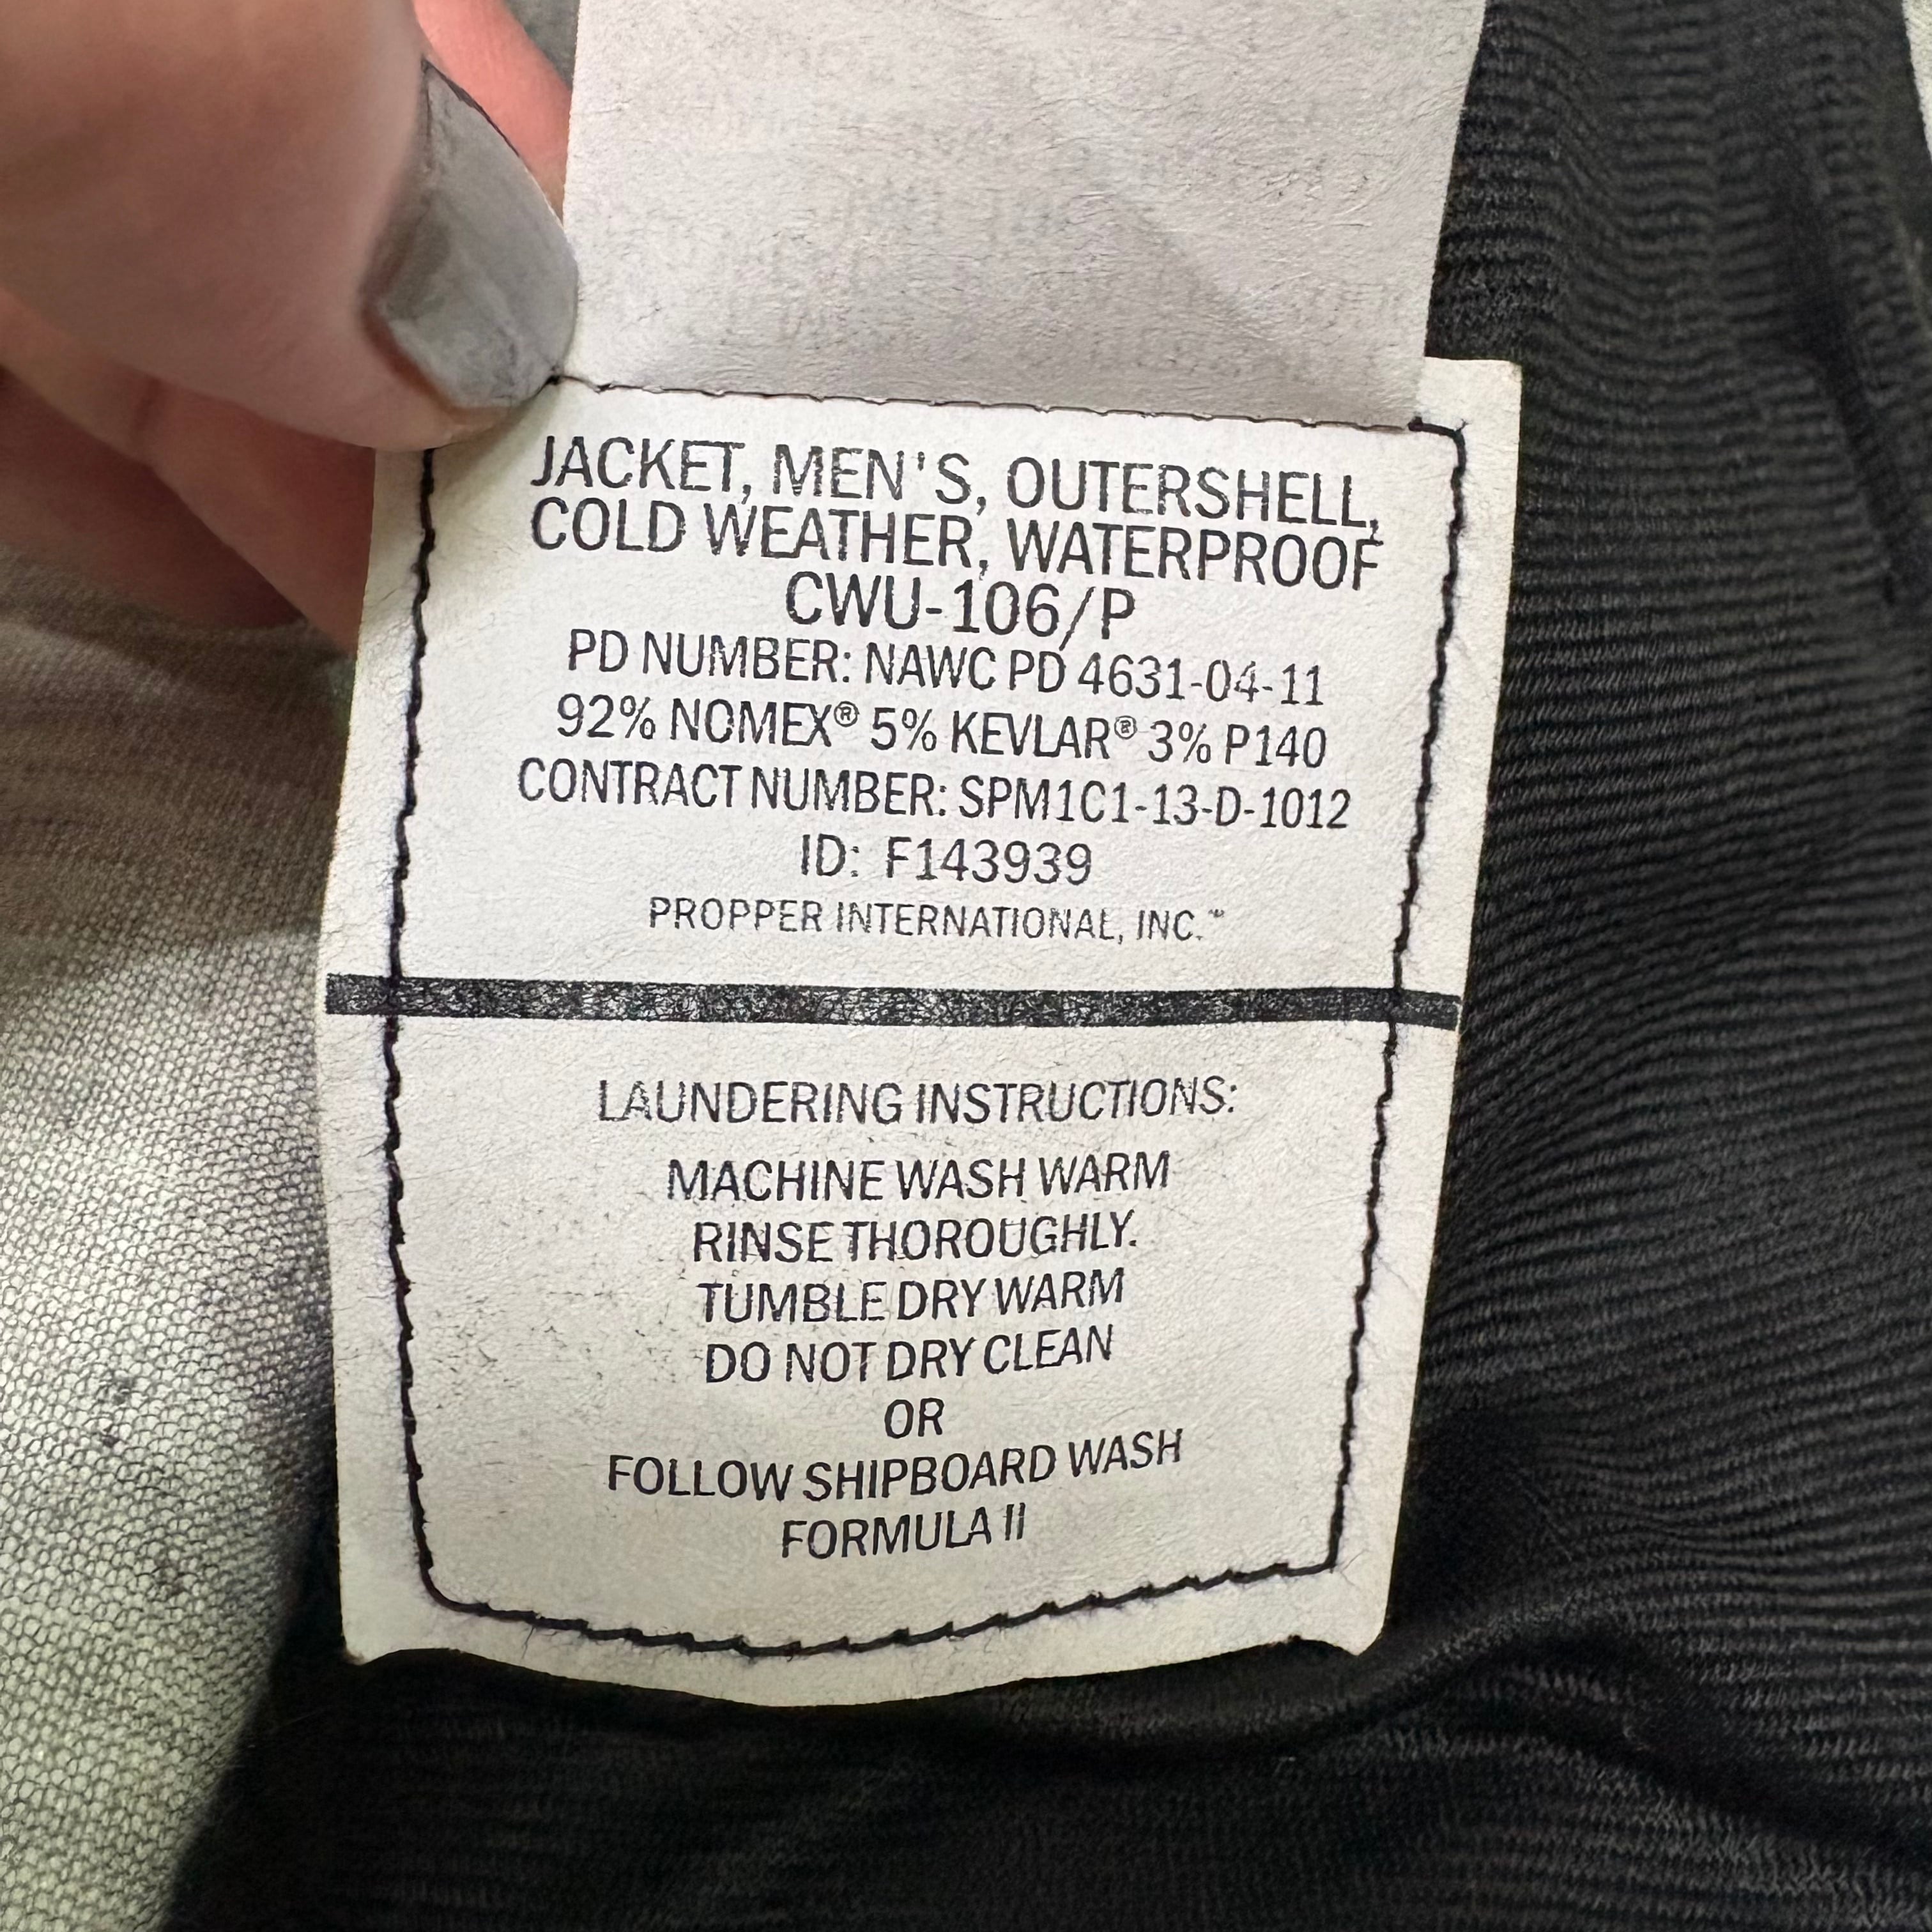 JACKET, MEN'S, OUTERSHELL,
COLD WEATHER, WATERPROOF
CWU-106/P
PD NUMBER: NAWC PD 4631-04-11
92% NOMEX® 5% KEVLAR® 3% P140
CONTRACT NUMBER: SPM1C1-13-D-1012
ID: F143939
PROPPER INTERNATIONAL, INC.™
LAUNDERING INSTRUCTIONS:
MACHINE WASH WARM
RINSE THOROUGHLY.
TUMBLE DRY WARM
DO NOT DRY CLEAN
OR
FOLLOW SHIPBOARD WASH
FORMULA II